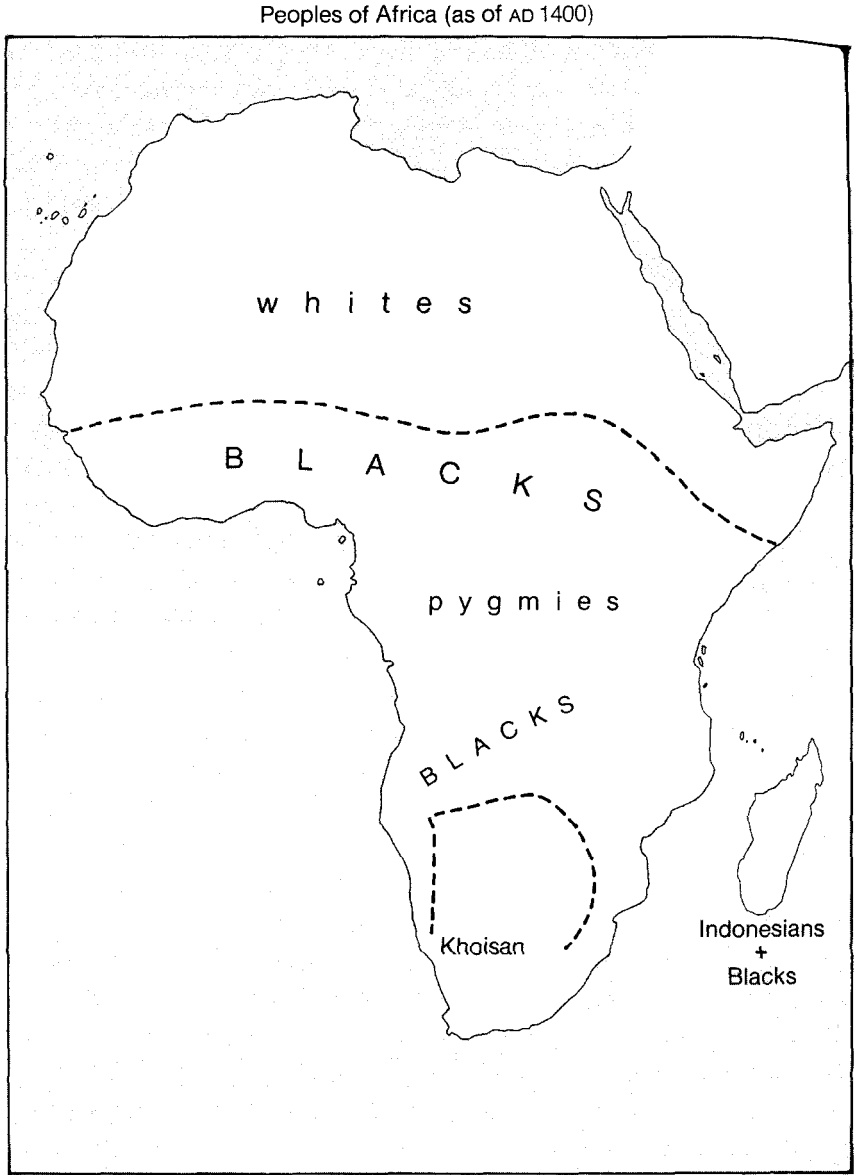 Peoples of Africa (as of AD 1400)
whites
BLACKS
pygmies
BLACKS
Khoisan
Indonesians
+
Blacks